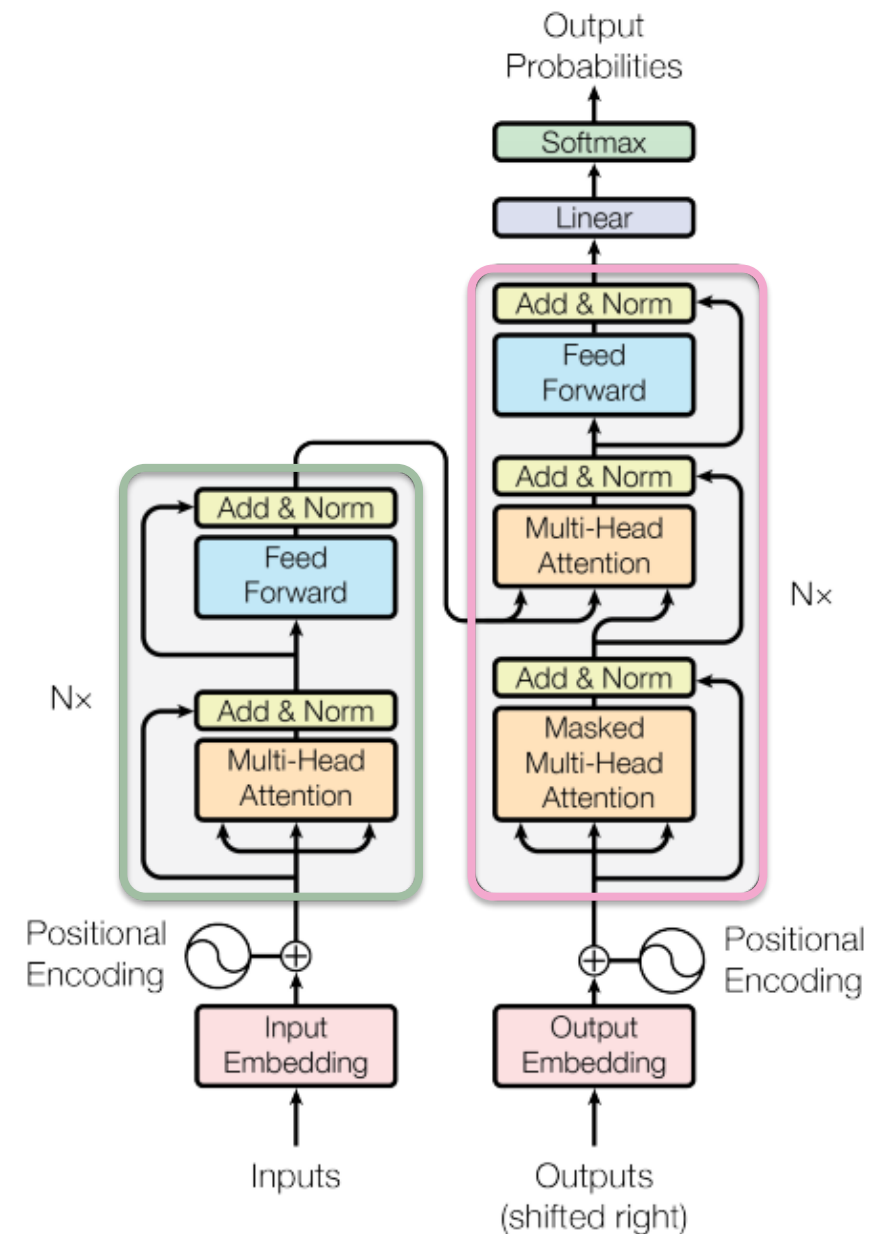 Output
Probabilities
Softmax
Linear
Add & Norm
Feed
Forward
Add & Norm
Multi-Head
Attention
Add & Norm
Masked
Multi-Head
Attention
Nx
Add & Norm
Feed
Forward
Add & Norm
Multi-Head
Attention
Nx
Positional
Encoding
Positional
Encoding
Input
Embedding
Output
Embedding
Inputs
Outputs
(shifted right)